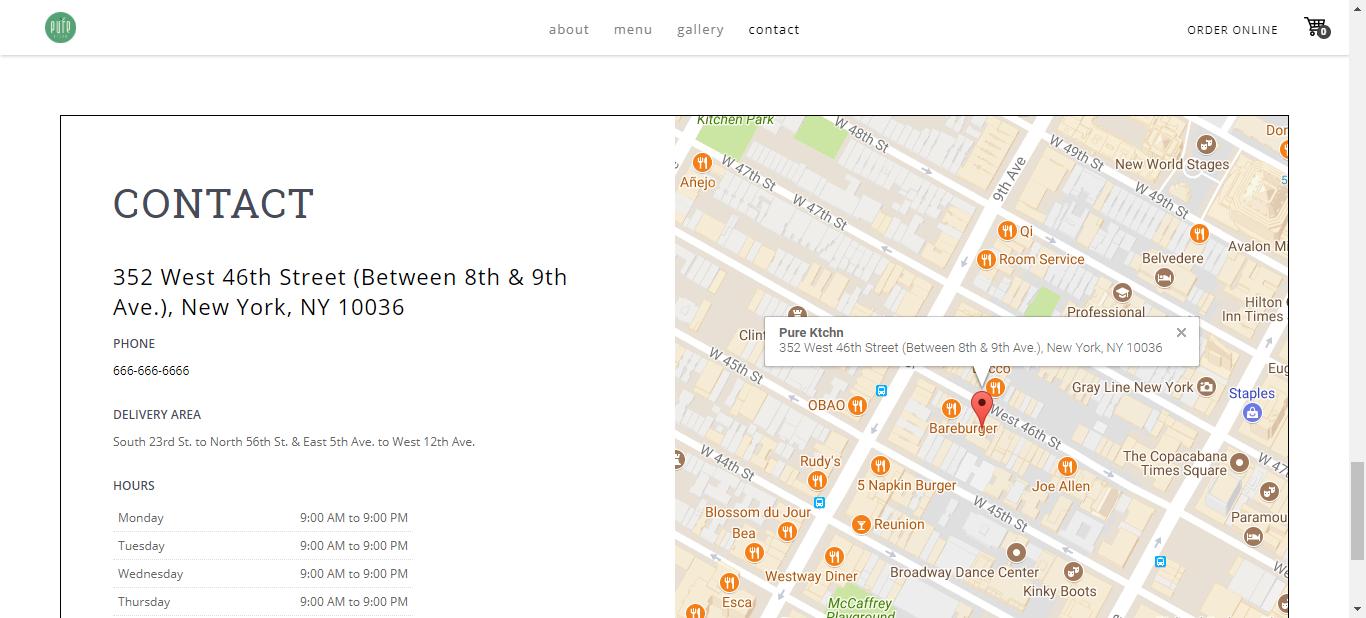 pure
about
menu
gallery
contact
ORDER ONLINE
0
CONTACT
352 West 46th Street (Between 8th & 9th
Ave.), New York, NY 10036
PHONE
666-666-6666
DELIVERY AREA
South 23rd St. to North 56th St. & East 5th Ave. to West 12th Ave.
HOURS
Monday 9:00 AM to 9:00 PM
Tuesday 9:00 AM to 9:00 PM
Wednesday 9:00 AM to 9:00 PM
Thursday 9:00 AM to 9:00 PM
Kitchen Park
W 48th St
W 49th St
Dor
New World Stages
9th Ave
Añejo
W 47th St
5
W 47th St
W 49th St
Qi
Avalon Mi
Room Service
Belvedere
Professional
Hilton
Inn Times
Clint
Pure Ktchn
352 West 46th Street (Between 8th & 9th Ave.), New York, NY 10036
W 45th St
cco
Eug
Gray Line New York
Staples
OBAO
West 46th St
Bareburger
The Copacabana
Times Square
W 47
W 44th St
Rudy's
5 Napkin Burger
Joe Allen
Blossom du Jour
W 45th St
Paramou
Bea
Reunion
Westway Diner
Broadway Dance Center
Kinky Boots
Esca
McCaffrey
Playground